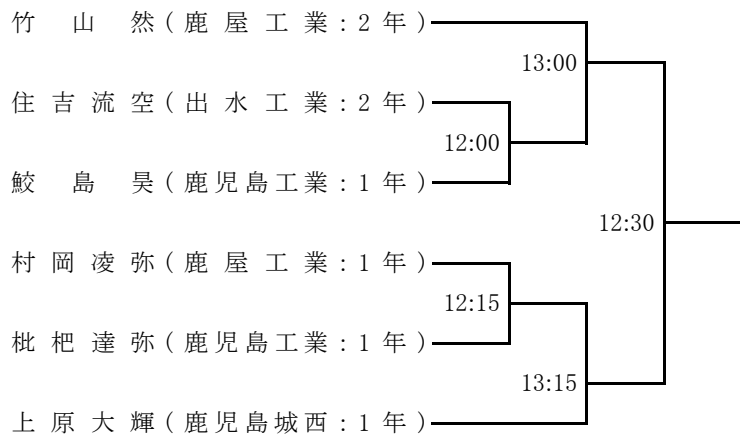 竹山然(鹿屋工業:2年)
13:00
住吉流空(出水工業:2年)
12:00
鮫島昊(鹿児島工業:1年)
12:30
村岡凌弥(鹿屋工業:1年)
12:15
枇杷達弥(鹿児島工業:1年)
13:15
上原大輝(鹿児島城西:1年)